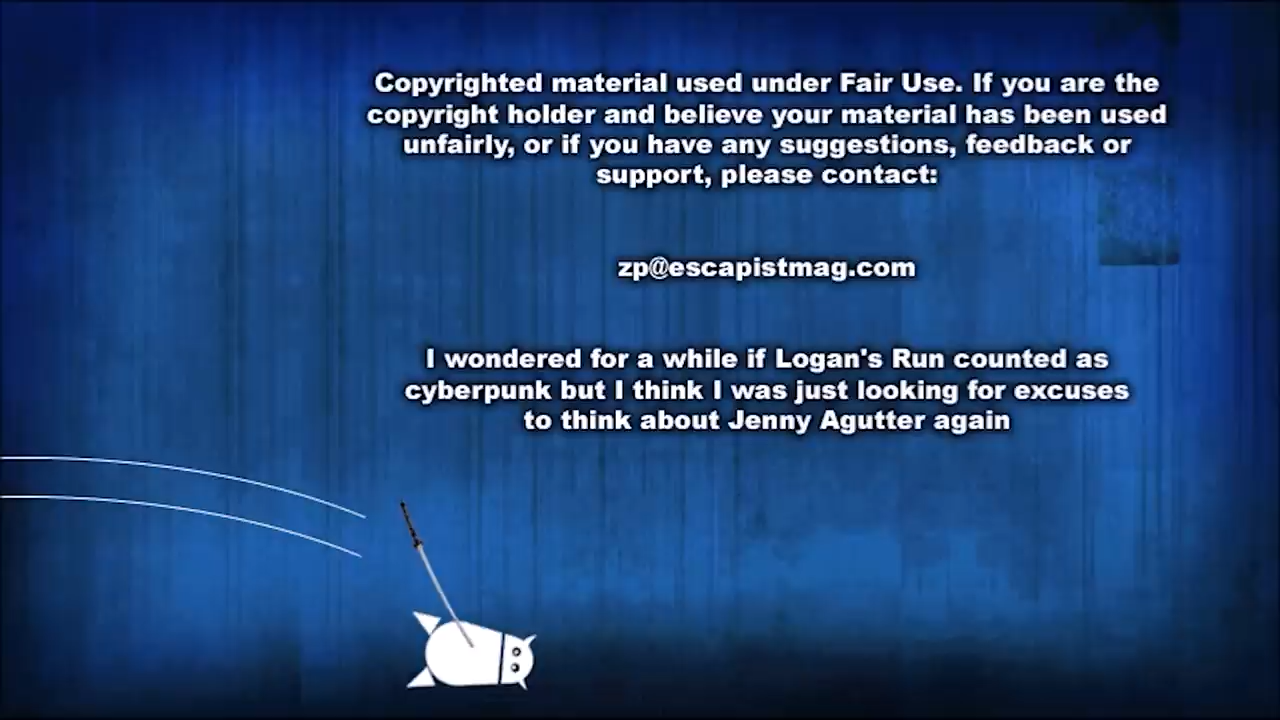 Copyrighted material used under Fair Use. If you are the
copyright holder and believe your material has been used
unfairly, or if you have any suggestions, feedback or
support, please contact:
zp@escapistmag.com
I wondered for a while if Logan's Run counted as
cyberpunk but I think I was just looking for excuses
to think about Jenny Agutter again